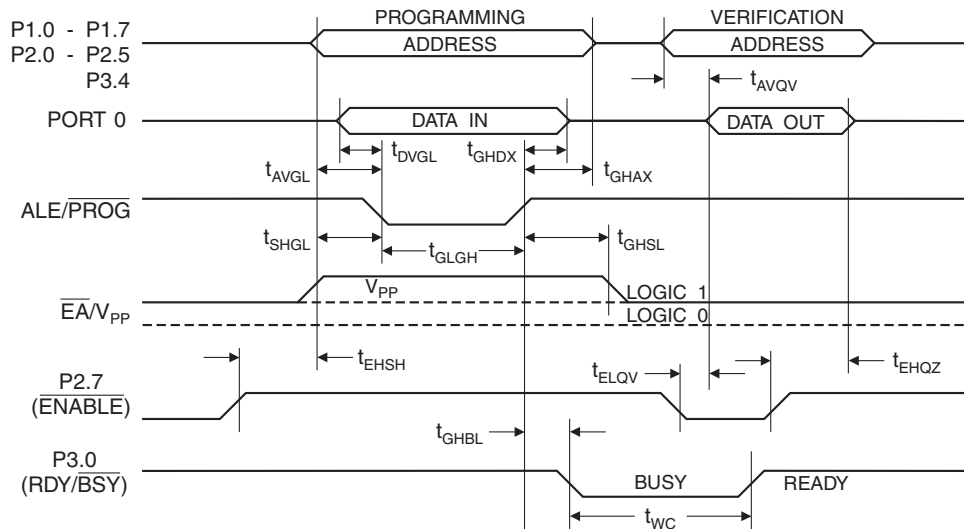 PROGRAMMING
VERIFICATION
P1.0 - P1.7
P2.0 - P2.5
P3.4
ADDRESS
ADDRESS
tAVQV
PORT 0
DATA IN
DATA OUT
tDVGL
tGHDX
tAVGL
tGHAX
ALE/PROG
tSHGL
tGLGH
tGHSL
VPP
LOGIC 1
EA/VPP
LOGIC 0
tEHSH
tELQV
tEHQZ
P2.7
(ENABLE)
tGHBL
P3.0
(RDY/BSY)
BUSY
READY
tWC